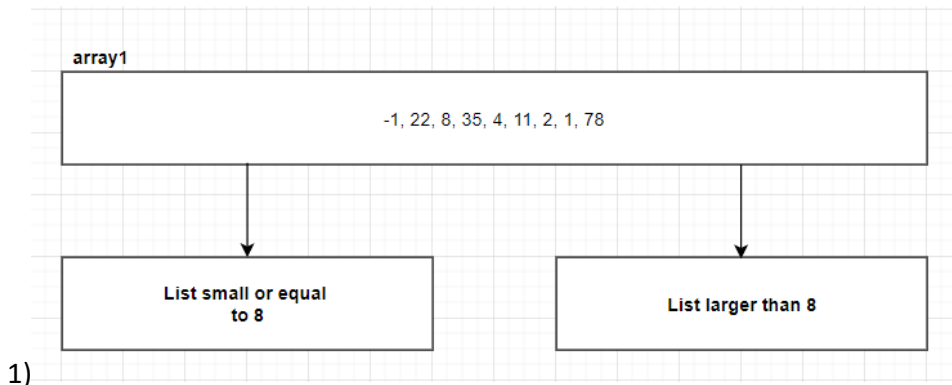 array1
-1, 22, 8, 35, 4, 11, 2, 1, 78
List small or equal
to 8
List larger than 8
1)